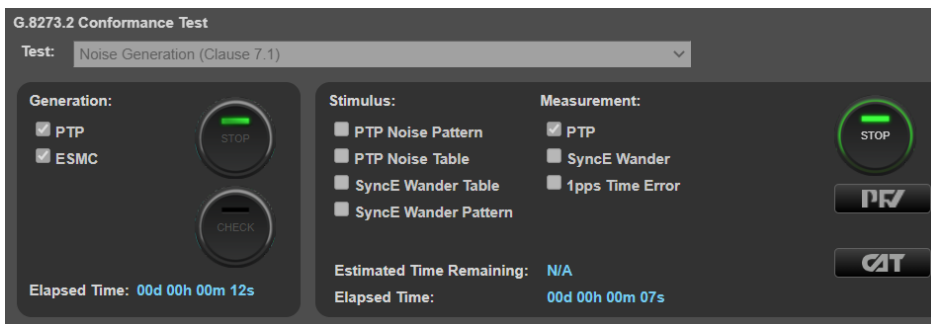 G.8273.2 Conformance Test
Test: Noise Generation (Clause 7.1)
Generation:
PTP
ESMC
STOP
CHECK
Elapsed Time: 00d 00h 00m 12s
Stimulus:
PTP Noise Pattern
PTP Noise Table
SyncE Wander Table
SyncE Wander Pattern
Measurement:
PTP
SyncE Wander
1pps Time Error
Estimated Time Remaining: N/A
Elapsed Time: 00d 00h 00m 07s
STOP
PFV
CAT